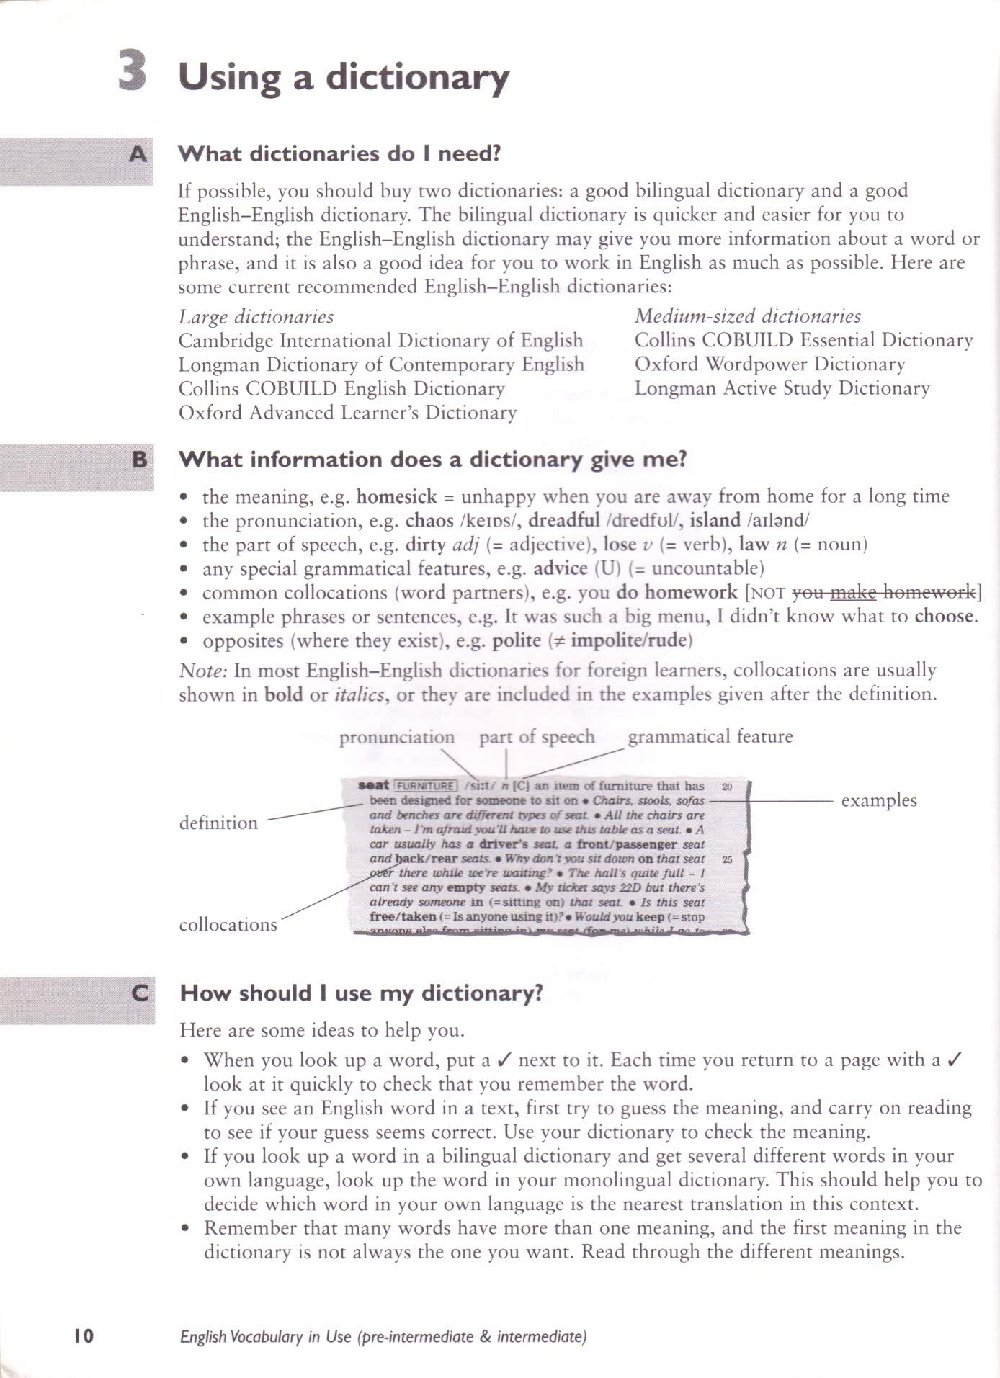 3 Using a dictionary
A What dictionaries do I need?
If possible, you should buy two dictionaries: a good bilingual dictionary and a good
English–English dictionary. The bilingual dictionary is quicker and easier for you to
understand; the English–English dictionary may give you more information about a word or
phrase, and it is also a good idea for you to work in English as much as possible. Here are
some current recommended English–English dictionaries:
Large dictionaries
Cambridge International Dictionary of English
Longman Dictionary of Contemporary English
Collins COBUILD English Dictionary
Oxford Advanced Learner's Dictionary
Medium-sized dictionaries
Collins COBUILD Essential Dictionary
Oxford Wordpower Dictionary
Longman Active Study Dictionary
B What information does a dictionary give me?
• the meaning, e.g. homesick = unhappy when you are away from home for a long time
• the pronunciation, e.g. chaos /keɪɒs/, dreadful /dredfʊl/, island /aɪlənd/
• the part of speech, e.g. dirty adj (= adjective), lose v (= verb), law n (= noun)
• any special grammatical features, e.g. advice (U) (= uncountable)
• common collocations (word partners), e.g. you do homework [NOT you make homework]
• example phrases or sentences, e.g. It was such a big menu, I didn't know what to choose.
• opposites (where they exist), e.g. polite (≠ impolite/rude)
Note: In most English–English dictionaries for foreign learners, collocations are usually
shown in bold or italics, or they are included in the examples given after the definition.
pronunciation part of speech grammatical feature
definition
collocations
examples
seat FURNITURE /siːt/ n [C] an item of furniture that has 20
been designed for someone to sit on • Chairs, stools, sofas
and benches are different types of seat. • All the chairs are
taken – I'm afraid you'll have to use this table as a seat. • A
car usually has a driver's seat, a front/passenger seat
and back/rear seats. • Why don't you sit down on that seat 25
over there while we're waiting? • The hall's quite full – I
can't see any empty seats. • My ticket says 22D but there's
already someone in (=sitting on) that seat. • Is this seat
free/taken (=Is anyone using it)? • Would you keep (=stop
anyone else from sitting in) my seat (for me) while I go to
C How should I use my dictionary?
Here are some ideas to help you.
• When you look up a word, put a ✓ next to it. Each time you return to a page with a ✓
look at it quickly to check that you remember the word.
• If you see an English word in a text, first try to guess the meaning, and carry on reading
to see if your guess seems correct. Use your dictionary to check the meaning.
• If you look up a word in a bilingual dictionary and get several different words in your
own language, look up the word in your monolingual dictionary. This should help you to
decide which word in your own language is the nearest translation in this context.
• Remember that many words have more than one meaning, and the first meaning in the
dictionary is not always the one you want. Read through the different meanings.
10 English Vocabulary in Use (pre-intermediate & intermediate)